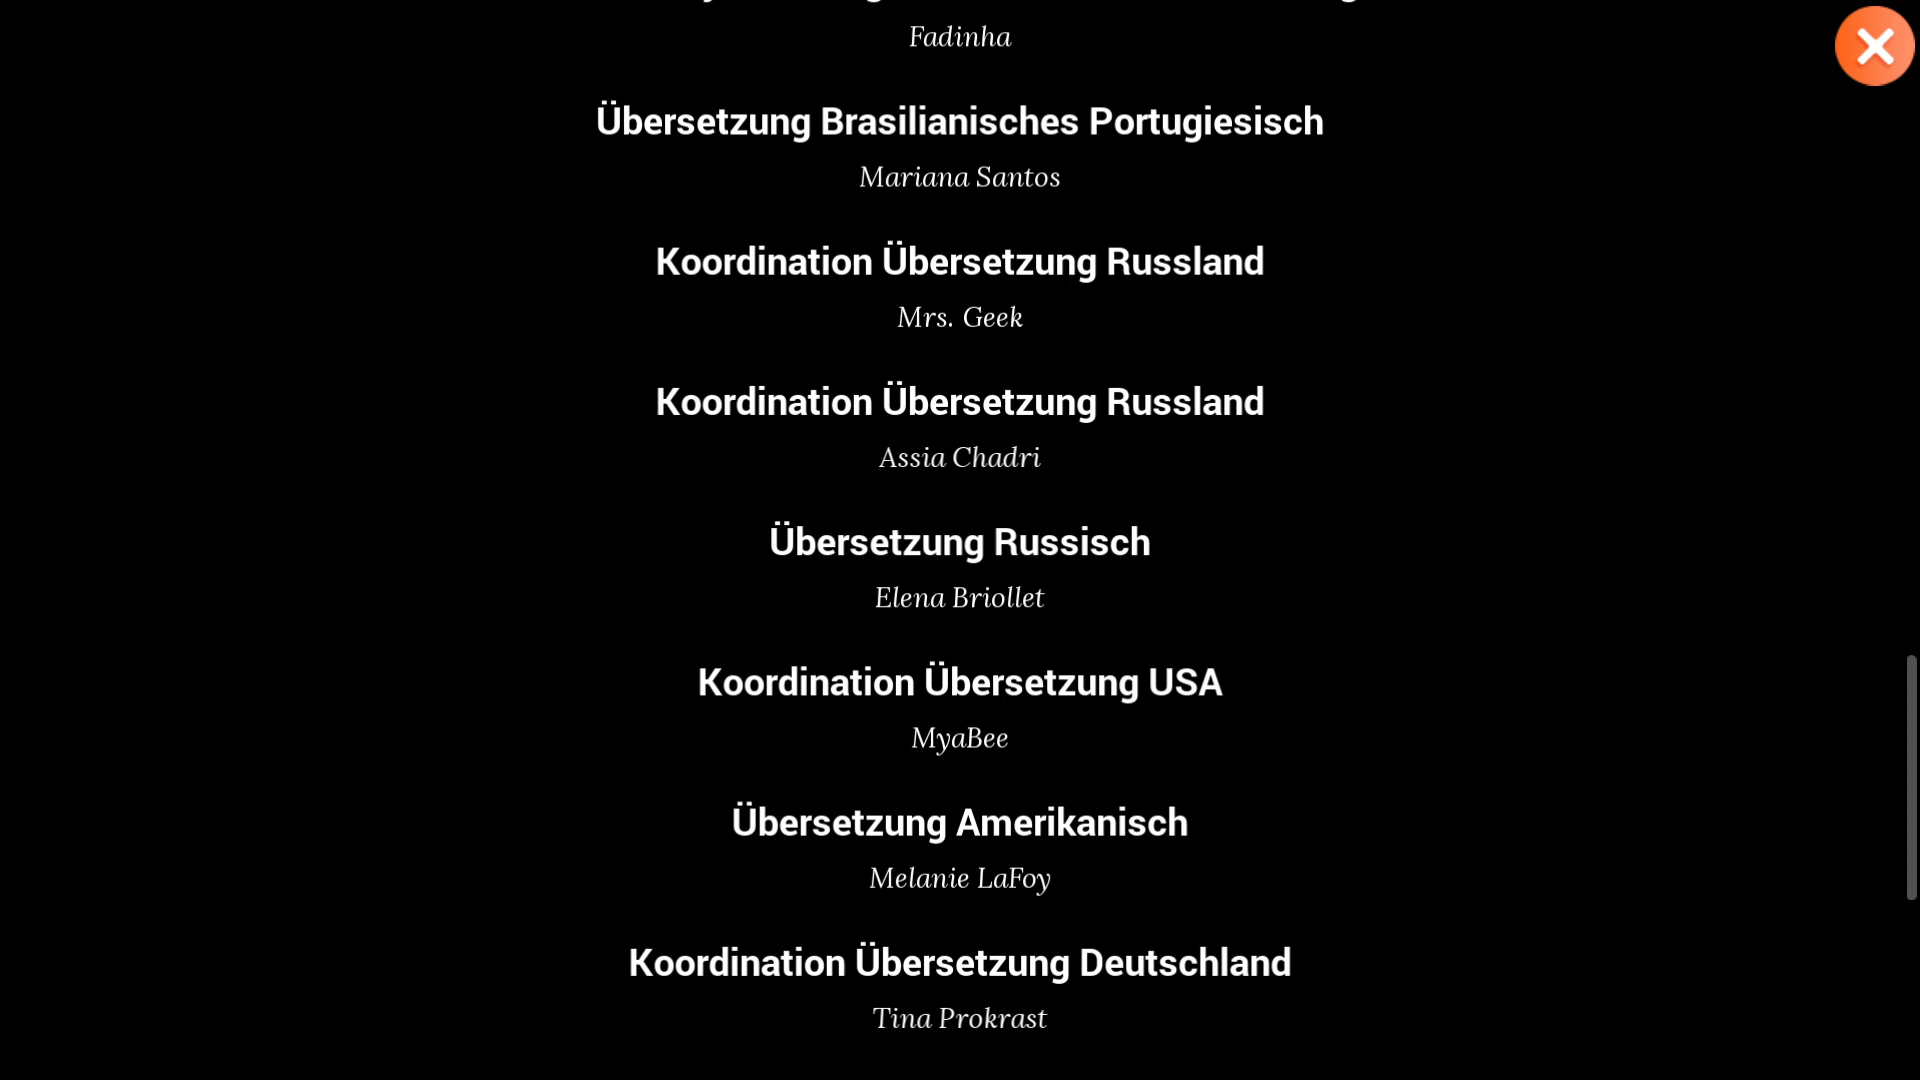 Fadinha
Übersetzung Brasilianisches Portugiesisch
Mariana Santos
Koordination Übersetzung Russland
Mrs. Geek
Koordination Übersetzung Russland
Assia Chadri
Übersetzung Russisch
Elena Briollet
Koordination Übersetzung USA
MyaBee
Übersetzung Amerikanisch
Melanie LaFoy
Koordination Übersetzung Deutschland
Tina Prokrast